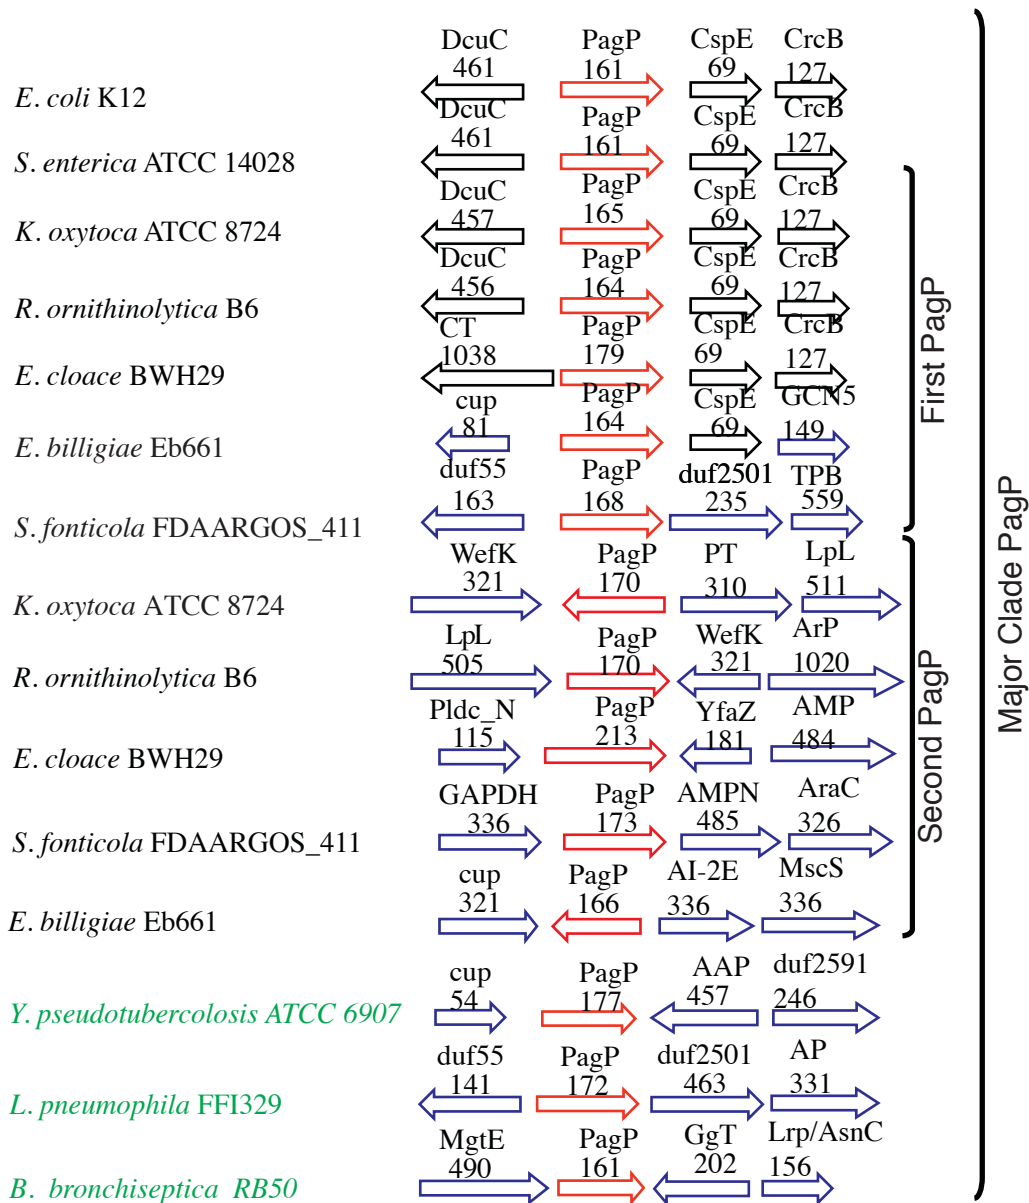 DcuC PagP CspE CrcB
461 161 69 127
E. coli K12
DcuC PagP CspE CrcB
461 161 69 127
S. enterica ATCC 14028
DcuC PagP CspE CrcB
457 165 69 127
K. oxytoca ATCC 8724
DcuC PagP CspE CrcB
456 164 69 127
R. ornithinolytica B6
CT PagP CspE CrcB
1038 179 69 127
E. cloace BWH29
cup PagP CspE GCN5
81 164 69 149
E. billigiae Eb661
duf55 PagP duf2501 TPB
163 168 235 559
S. fonticola FDAARGOS_411
First PagP
WefK PagP PT LpL
321 170 310 511
K. oxytoca ATCC 8724
LpL PagP WefK ArP
505 170 321 1020
R. ornithinolytica B6
Pldc_N PagP YfaZ AMP
115 213 181 484
E. cloace BWH29
GAPDH PagP AMPN AraC
336 173 485 326
S. fonticola FDAARGOS_411
cup PagP AI-2E MscS
321 166 336 336
E. billigiae Eb661
Second PagP
cup PagP AAP duf2591
54 177 457 246
Y. pseudotubercolosis ATCC 6907
duf55 PagP duf2501 AP
141 172 463 331
L. pneumophila FFI329
MgtE PagP GgT Lrp/AsnC
490 161 202 156
B. bronchiseptica RB50
Major Clade PagP